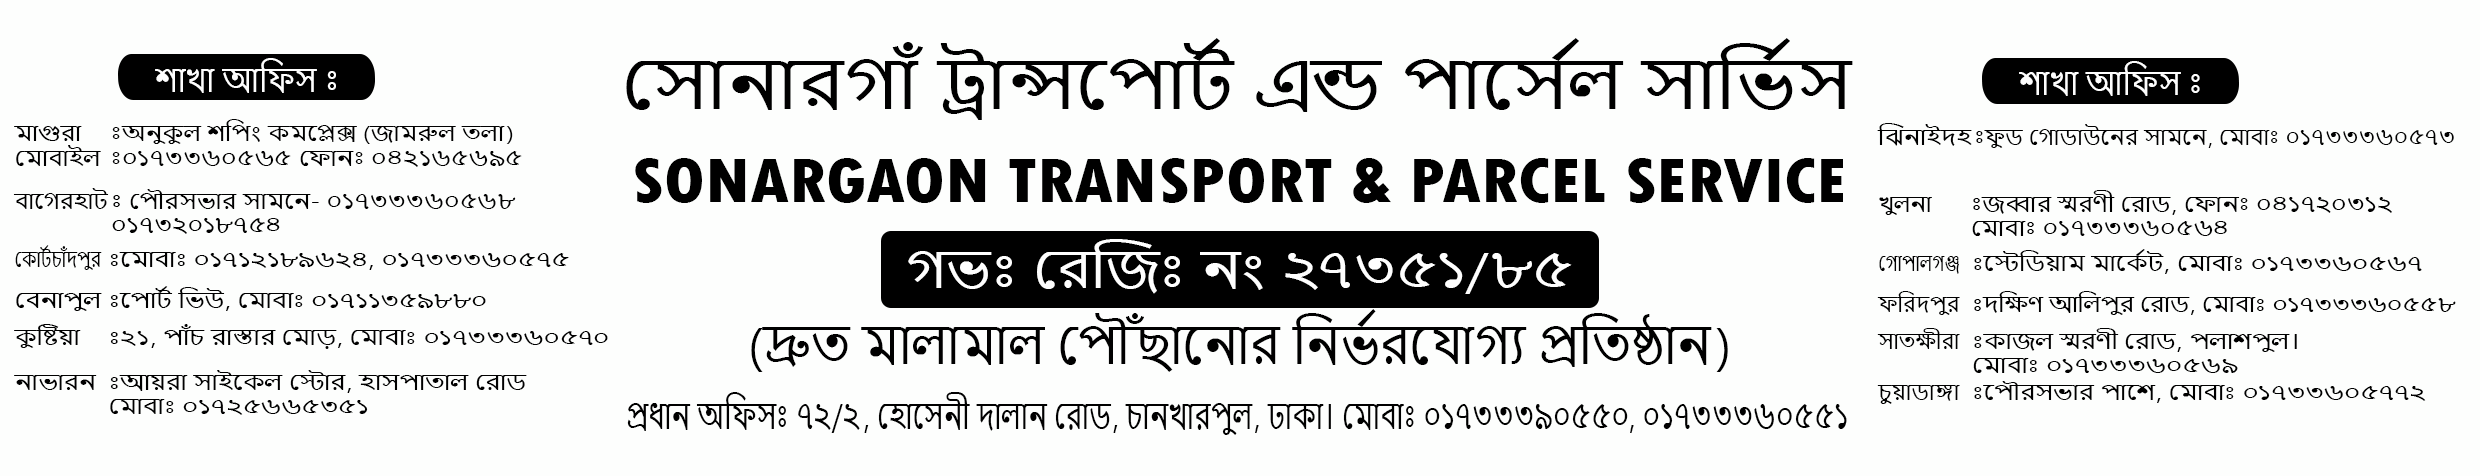 শাখা আফিস ঃ
মাগুরা ঃঅনুকুল শপিং কমপ্লেক্স (জামরুল তলা)
মোবাইল ঃ০১৭৩৩৬০৫৬৫ ফোনঃ ০৪২১৬৫৬৯৫
বাগেরহাট ঃ পৌরসভার সামনে- ০১৭৩৩৩৬০৫৬৮
০১৭৩২০১৮৭৫৪
কোর্টচাঁদপুর ঃমোবাঃ ০১৭১২১৮৯৬২৪, ০১৭৩৩৩৬০৫৭৫
বেনাপুল ঃপোর্ট ভিউ, মোবাঃ ০১৭১১৩৫৯৮৮০
কুষ্টিয়া ঃ২১, পাঁচ রাস্তার মোড়, মোবাঃ ০১৭৩৩৩৬০৫৭০
নাভারন ঃআয়রা সাইকেল স্টোর, হাসপাতাল রোড
মোবাঃ ০১৭২৫৬৬৫৩৫১
সোনারগাঁ ট্রান্সপোর্ট এন্ড পার্সেল সার্ভিস
SONARGAON TRANSPORT & PARCEL SERVICE
গভঃ রেজিঃ নং ২৭৩৫১/৮৫
(দ্রুত মালামাল পৌঁছানোর নির্ভরযোগ্য প্রতিষ্ঠান)
প্রধান অফিসঃ ৭২/২, হোসেনী দালান রোড, চানখারপুল, ঢাকা। মোবাঃ ০১৭৩৩৩৯০৫৫০, ০১৭৩৩৩৬০৫৫১
শাখা আফিস ঃ
ঝিনাইদহ ঃফুড গোডাউনের সামনে, মোবাঃ ০১৭৩৩৩৬০৫৭৩
খুলনা ঃজব্বার স্মরণী রোড, ফোনঃ ০৪১৭২০৩১২
মোবাঃ ০১৭৩৩৩৬০৫৬৪
গোপালগঞ্জ ঃস্টেডিয়াম মার্কেট, মোবাঃ ০১৭৩৩৬০৫৬৭
ফরিদপুর ঃদক্ষিণ আলিপুর রোড, মোবাঃ ০১৭৩৩৩৬০৫৫৮
সাতক্ষীরা ঃকাজল স্মরণী রোড, পলাশপুল।
মোবাঃ ০১৭৩৩৩৬০৫৬৯
চুয়াডাঙ্গা ঃপৌরসভার পাশে, মোবাঃ ০১৭৩৩৩৬০৫৭৭২